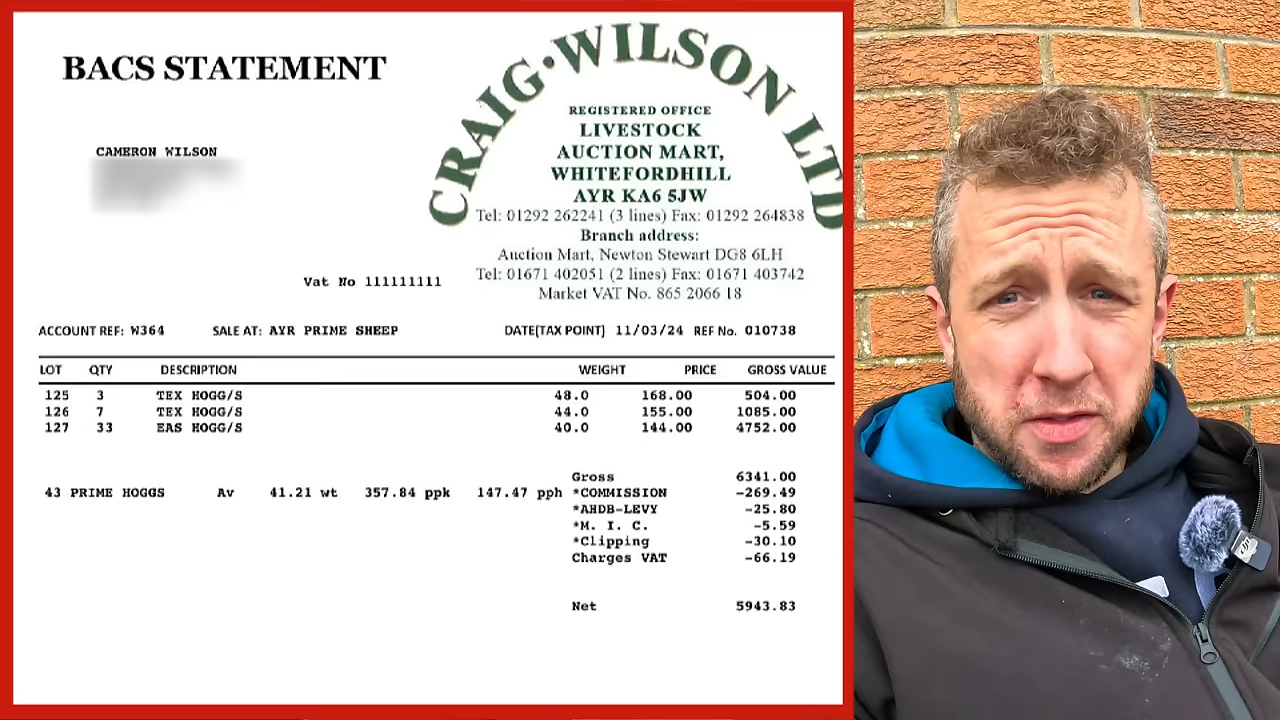 BACS STATEMENT
CRAIG·WILSON LTD
REGISTERED OFFICE
LIVESTOCK
AUCTION MART,
WHITEFORDHILL
AYR KA6 5JW
Tel: 01292 262241 (3 lines) Fax: 01292 264838
Branch address:
Auction Mart, Newton Stewart DG8 6LH
Tel: 01671 402051 (2 lines) Fax: 01671 403742
Market VAT No. 865 2066 18
CAMERON WILSON
Vat No 111111111
ACCOUNT REF: W364 SALE AT: AYR PRIME SHEEP DATE(TAX POINT) 11/03/24 REF No. 010738
LOT QTY DESCRIPTION WEIGHT PRICE GROSS VALUE
125 3 TEX HOGG/S 48.0 168.00 504.00
126 7 TEX HOGG/S 44.0 155.00 1085.00
127 33 EAS HOGG/S 40.0 144.00 4752.00
Gross 6341.00
43 PRIME HOGGS Av 41.21 wt 357.84 ppk 147.47 pph *COMMISSION -269.49
*AHDB-LEVY -25.80
*M. I. C. -5.59
*Clipping -30.10
Charges VAT -66.19
Net 5943.83